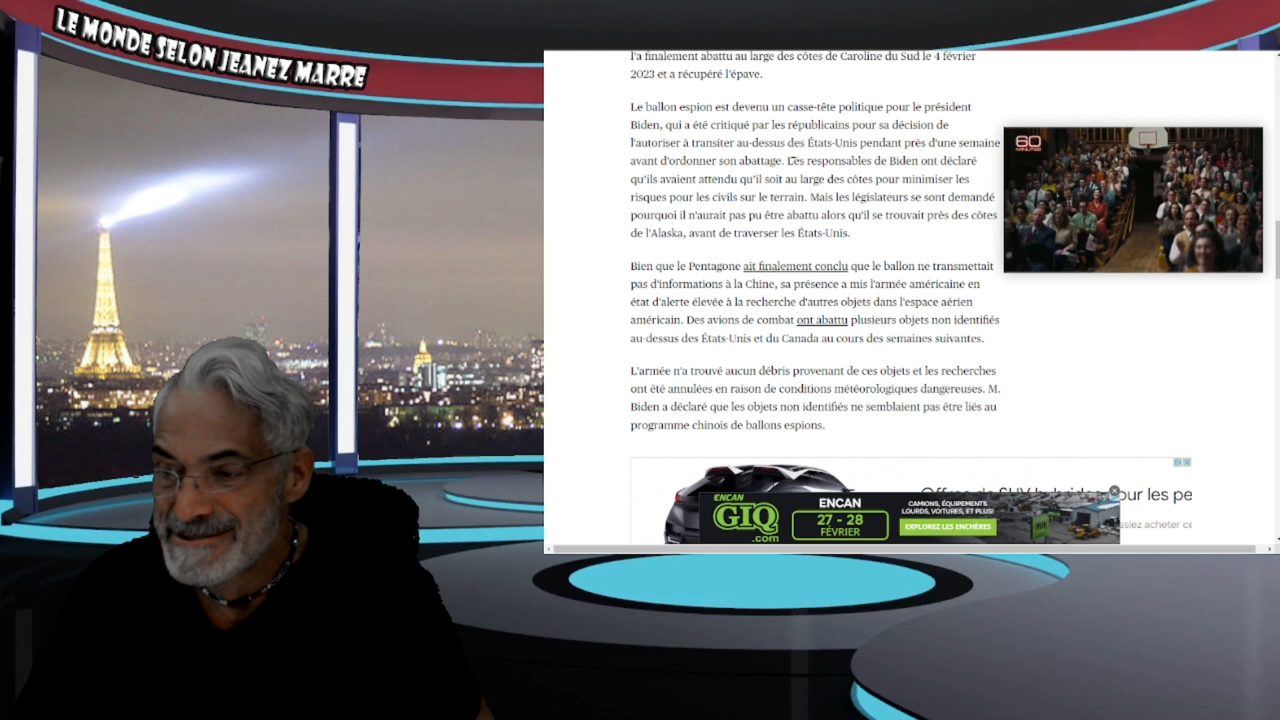 LE MONDE SELON JEANEZ MARRE
l'a finalement abattu au large des côtes de Caroline du Sud le 4 février
2023 et a récupéré l'épave.
Le ballon espion est devenu un casse-tête politique pour le président
Biden, qui a été critiqué par les républicains pour sa décision de
l'autoriser à transiter au-dessus des États-Unis pendant près d'une semaine
avant d'ordonner son abattage. Les responsables de Biden ont déclaré
qu'ils avaient attendu qu'il soit au large des côtes pour minimiser les
risques pour les civils sur le terrain. Mais les législateurs se sont demandé
pourquoi il n'aurait pas pu être abattu alors qu'il se trouvait près des côtes
de l'Alaska, avant de traverser les États-Unis.
60
MINUTES
Bien que le Pentagone ait finalement conclu que le ballon ne transmettait
pas d'informations à la Chine, sa présence a mis l'armée américaine en
état d'alerte élevée à la recherche d'autres objets dans l'espace aérien
américain. Des avions de combat ont abattu plusieurs objets non identifiés
au-dessus des États-Unis et du Canada au cours des semaines suivantes.
L'armée n'a trouvé aucun débris provenant de ces objets et les recherches
ont été annulées en raison de conditions météorologiques dangereuses. M.
Biden a déclaré que les objets non identifiés ne semblaient pas être liés au
programme chinois de ballons espions.
our les pe
ssiez acheter ce
ENCAN
GIQ
.com
ENCAN
27 - 28
FÉVRIER
CAMIONS, ÉQUIPEMENTS
LOURDS, VOITURES, ET PLUS!
EXPLOREZ LES ENCHÈRES